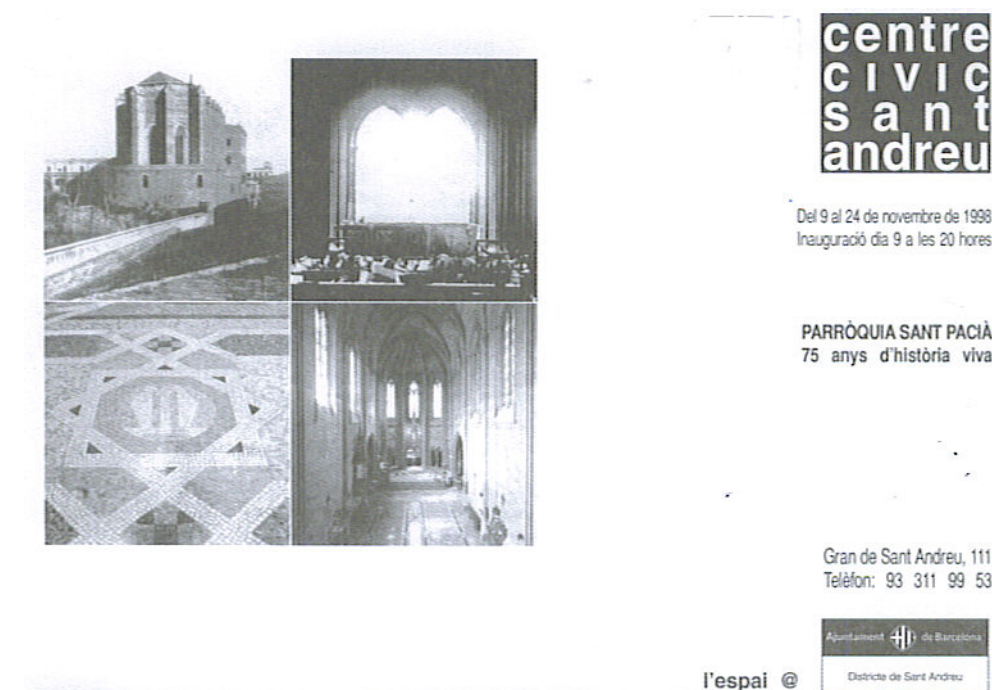 centre
civic
sant
andreu
Del 9 al 24 de novembre de 1998
Inauguració dia 9 a les 20 hores
PARRÒQUIA SANT PACIÀ
75 anys d'història viva
Gran de Sant Andreu, 111
Telèfon: 93 311 99 53
Ajuntament de Barcelona
Districte de Sant Andreu
l'espai @